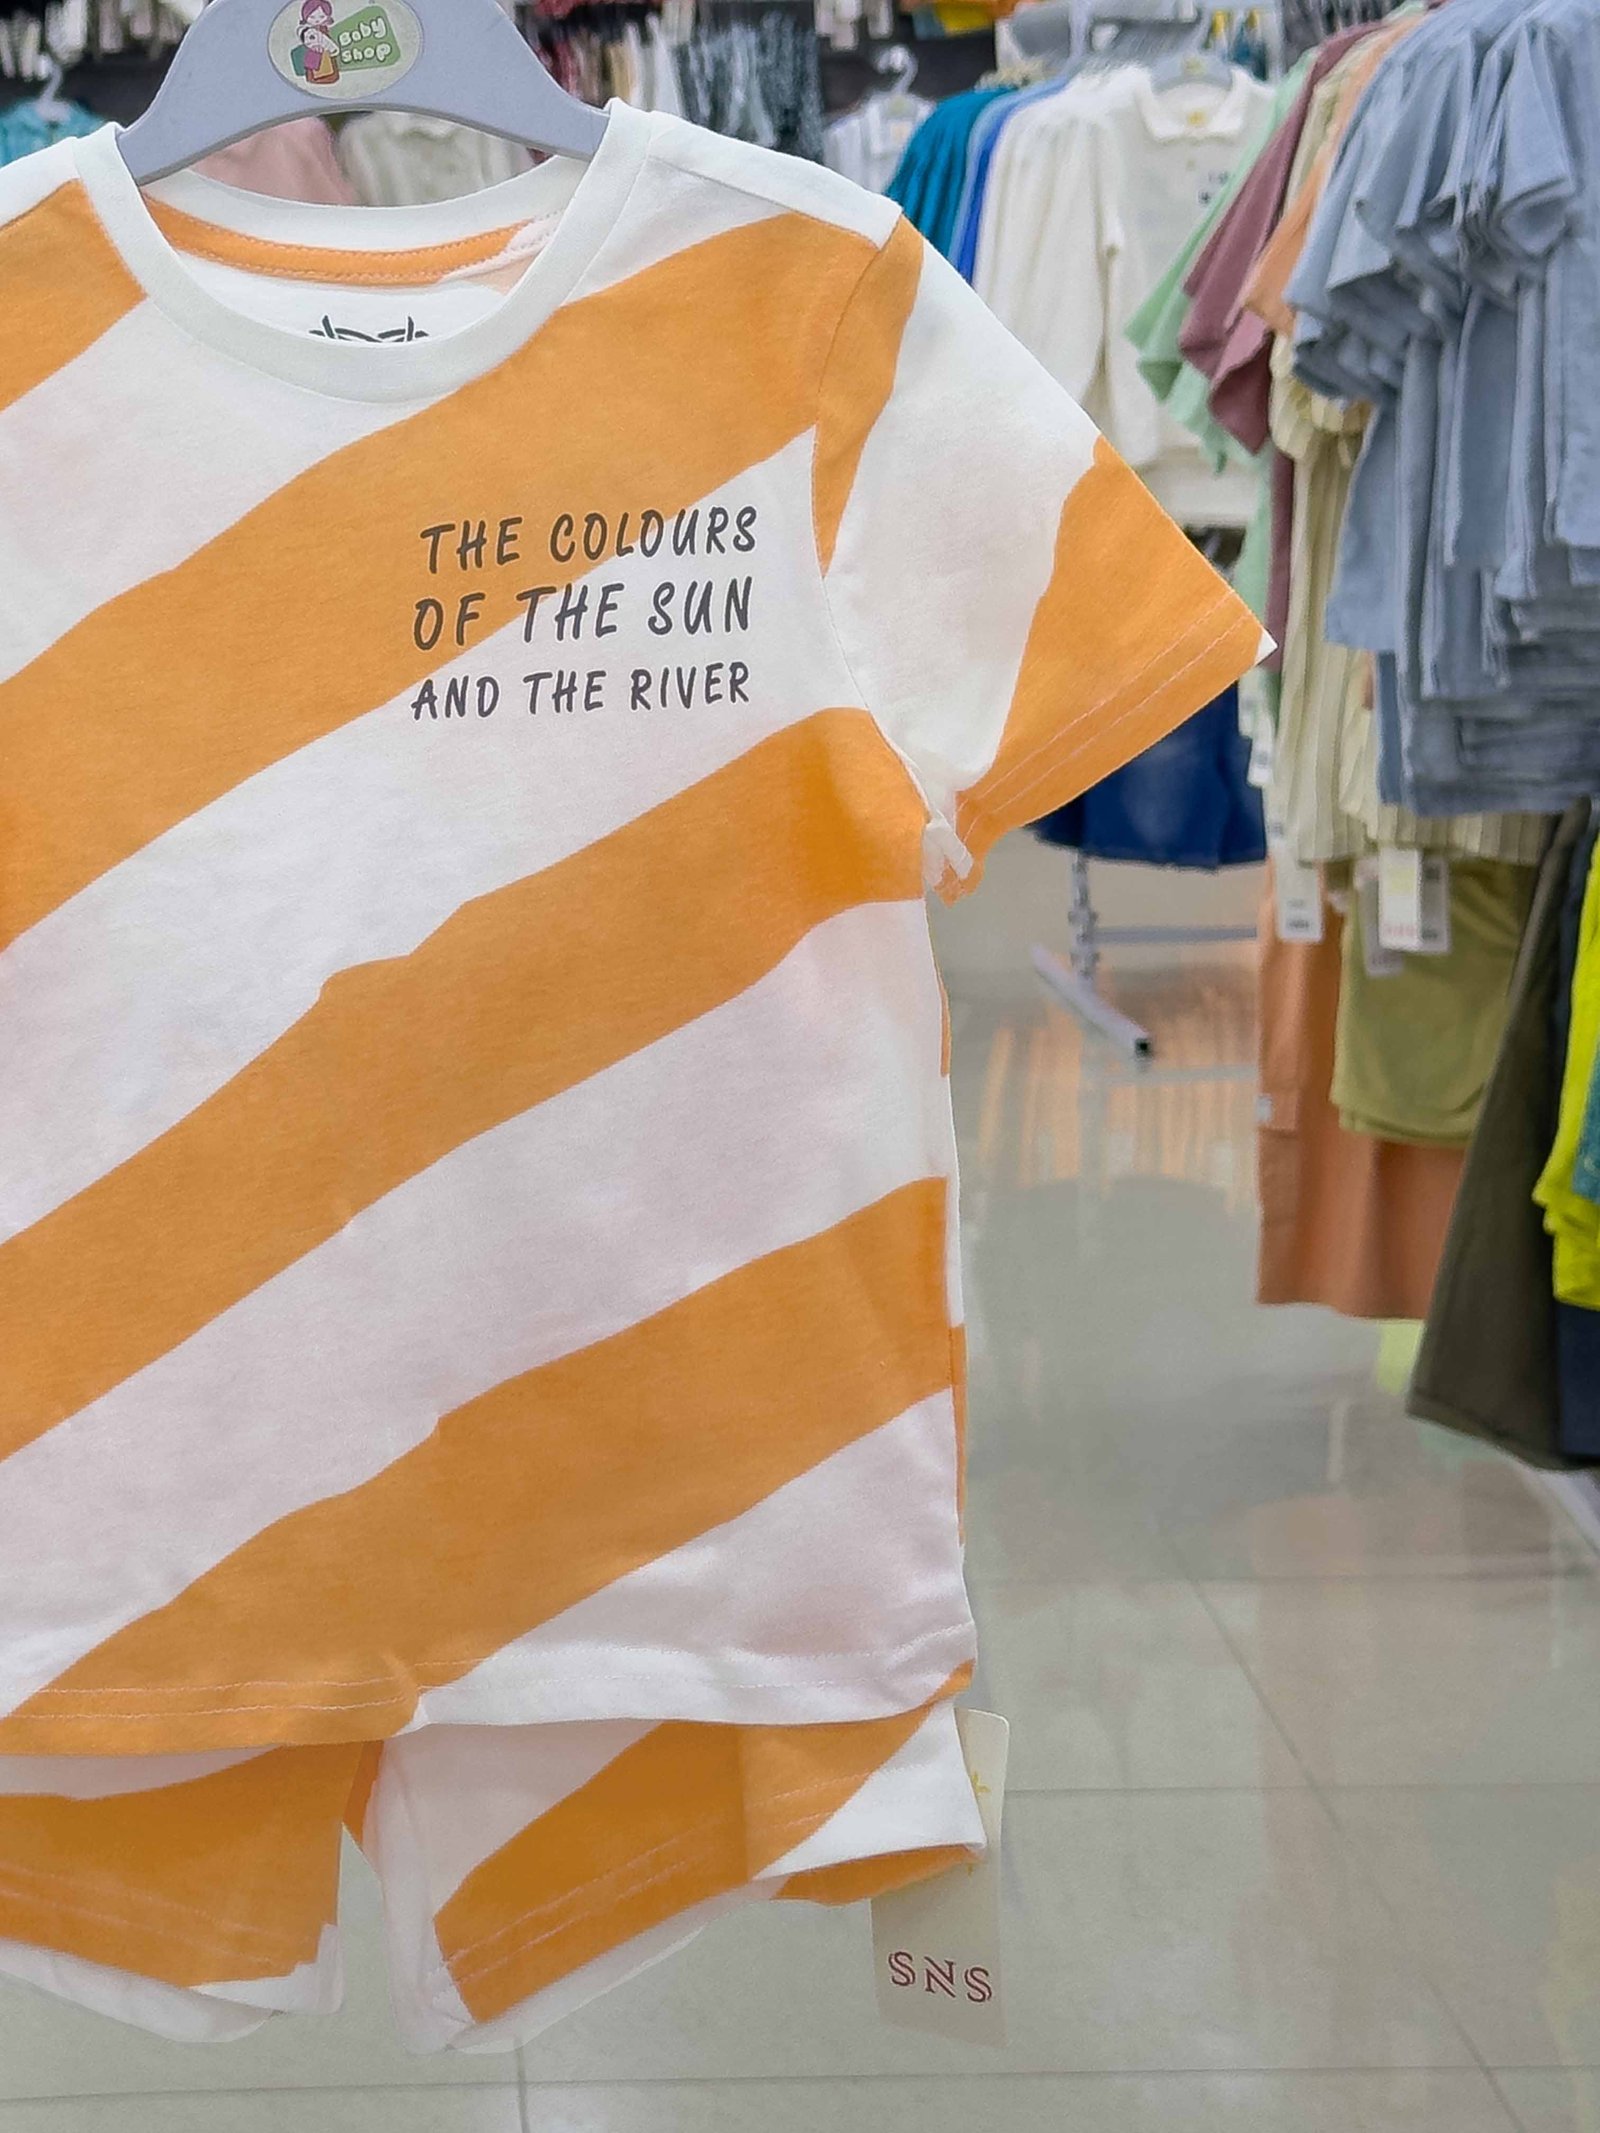 Baby
Shop
THE COLOURS
OF THE SUN
AND THE RIVER
SNS